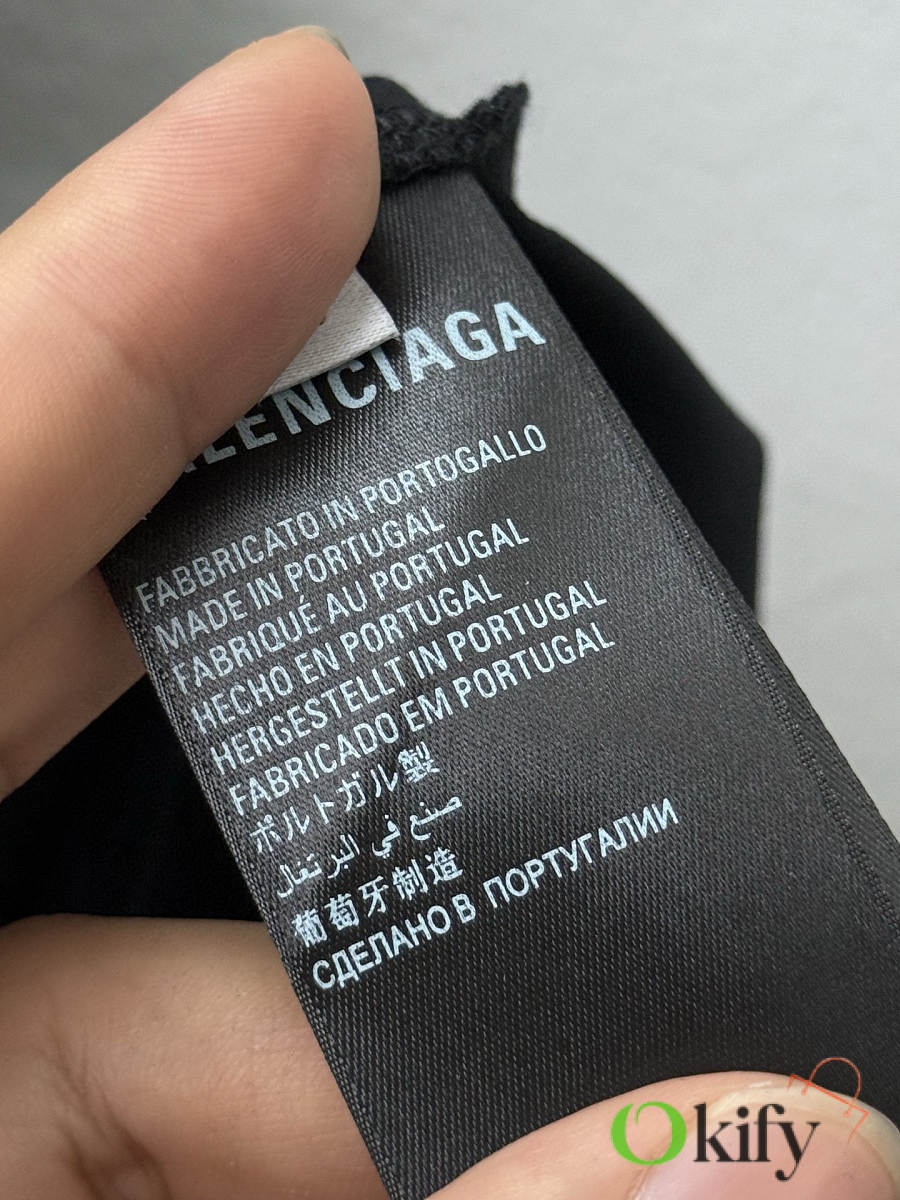 LENCIAGA
FABBRICATO IN PORTOGALLO
MADE IN PORTUGAL
FABRIQUÉ AU PORTUGAL
HECHO EN PORTUGAL
HERGESTELLT IN PORTUGAL
FABRICADO EM PORTUGAL
ポルトガル製
صنع في البرتغال
葡萄牙制造
СДЕЛАНО В ПОРТУГАЛИИ
Okify